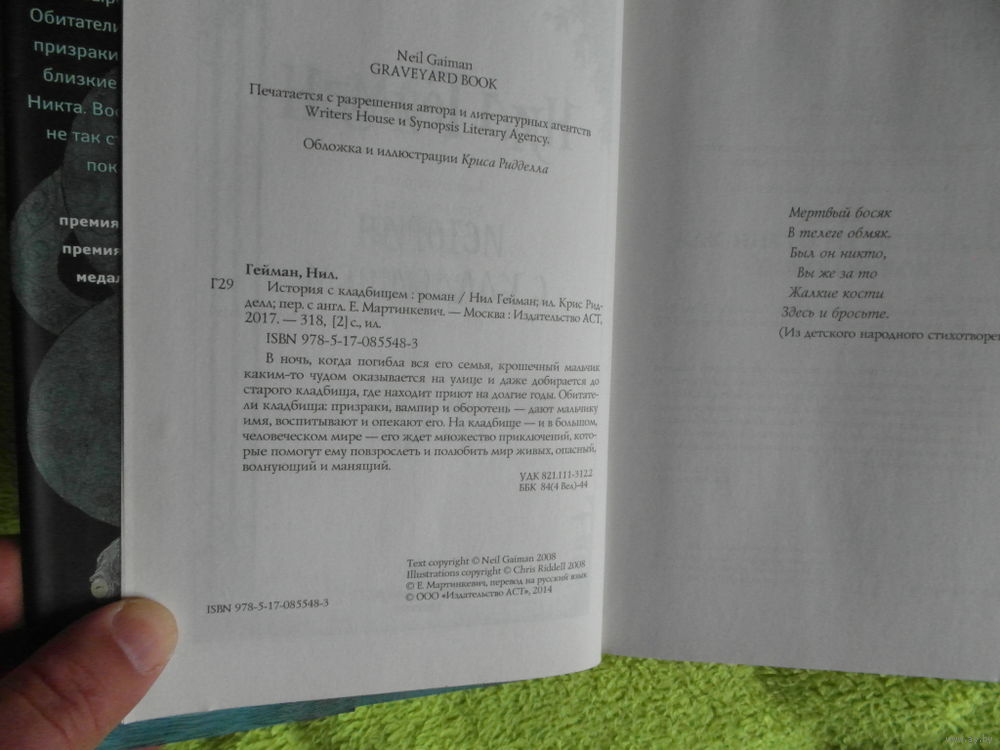 Обитатели
призраки
близкие
Никта.
не так
премия
премия
Neil Gaiman
GRAVEYARD BOOK
Печатается с разрешения автора и литературных агентств
Writers House и Synopsis Literary Agency.
Обложка и иллюстрации Криса Ридделла
Гейман, Нил.
Г29
История с кладбищем : роман / Нил Гейман; ил. Крис Рид-
делл; пер. с англ. Е. Мартинкевич. — Москва : Издательство АСТ,
2017. — 318, [2] с., ил.
ISBN 978-5-17-085548-3
В ночь, когда погибла вся его семья, крошечный мальчик
каким-то чудом оказывается на улице и даже добирается до
старого кладбища, где находит приют на долгие годы. Обитате-
ли кладбища: призраки, вампир и оборотень — дают мальчику
имя, воспитывают и опекают его. На кладбище — и в большом,
человеческом мире — его ждет множество приключений, кото-
рые помогут ему повзрослеть и полюбить мир живых, опасный,
волнующий и манящий.
УДК 821.111-312.2
ББК 84(4 Вел)-44
Text copyright © Neil Gaiman 2008
Illustrations copyright © Chris Riddell 2008
© Е. Мартинкевич, перевод на русский язык
© ООО «Издательство АСТ», 2014
ISBN 978-5-17-085548-3
Мертвый босяк
В телеге обмяк.
Был он никто,
Вы же за то
Жалкие кости
Здесь и бросьте.
(Из детского народного